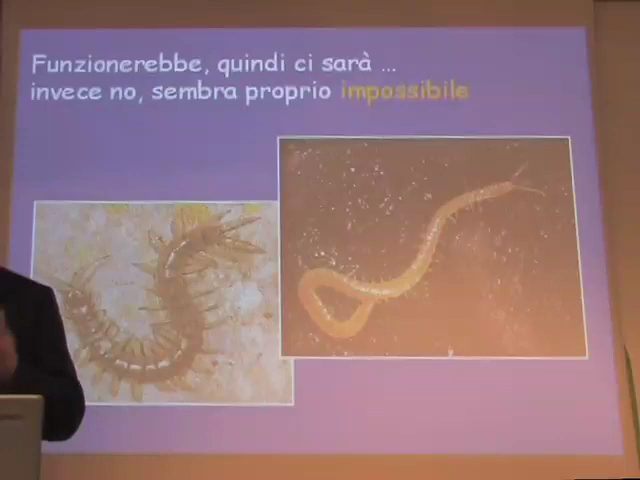 Funzionerebbe, quindi ci sarà ...
invece no, sembra proprio impossibile